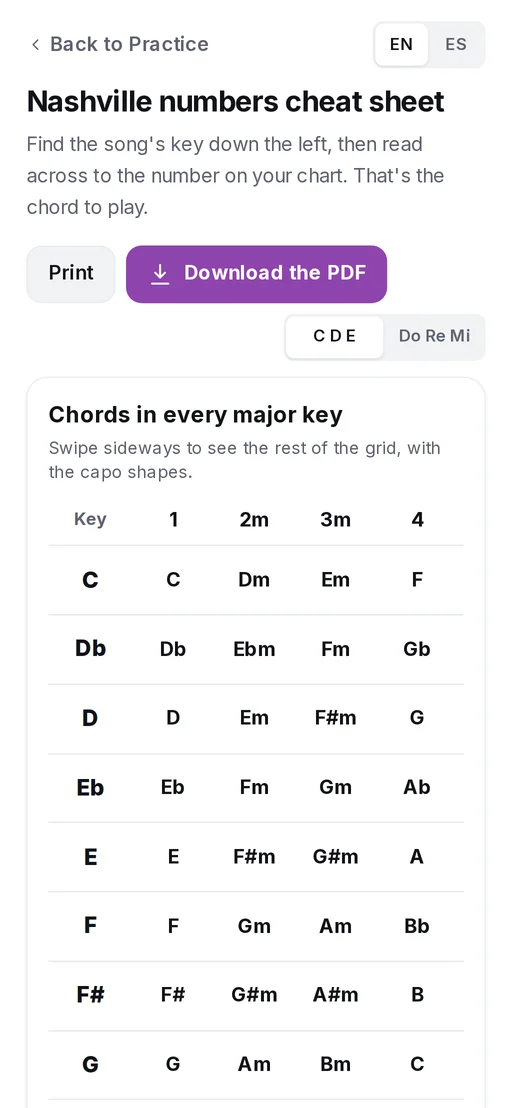 Back to Practice
EN ES
Nashville numbers cheat sheet
Find the song's key down the left, then read
across to the number on your chart. That's the
chord to play.
Print Download the PDF
C D E Do Re Mi
Chords in every major key
Swipe sideways to see the rest of the grid, with
the capo shapes.
Key 1 2m 3m 4
C C Dm Em F
Db Db Ebm Fm Gb
D D Em F#m G
Eb Eb Fm Gm Ab
E E F#m G#m A
F F Gm Am Bb
F# F# G#m A#m B
G G Am Bm C